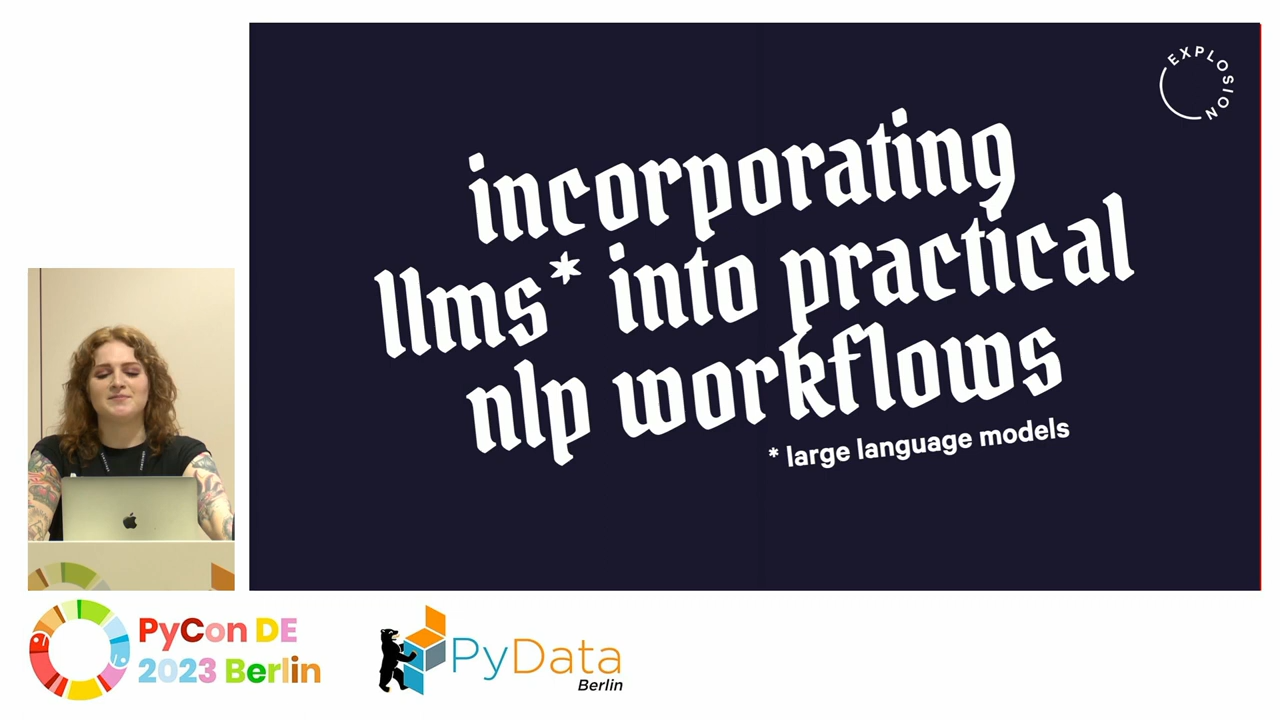 EXPLOSION
incorporating
llms* into practical
nlp workflows
* large language models
PyCon DE
2023 Berlin
PyData
Berlin